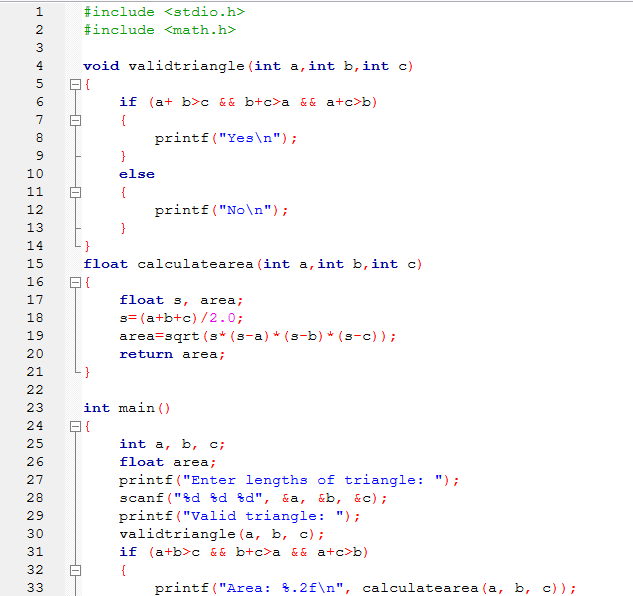 1 #include <stdio.h>
2 #include <math.h>
3
4 void validtriangle(int a,int b,int c)
5 {
6 if (a+ b>c && b+c>a && a+c>b)
7 {
8 printf("Yes\n");
9 }
10 else
11 {
12 printf("No\n");
13 }
14 }
15 float calculatearea(int a,int b,int c)
16 {
17 float s, area;
18 s=(a+b+c)/2.0;
19 area=sqrt(s*(s-a)*(s-b)*(s-c));
20 return area;
21 }
22
23 int main()
24 {
25 int a, b, c;
26 float area;
27 printf("Enter lengths of triangle: ");
28 scanf("%d %d %d", &a, &b, &c);
29 printf("Valid triangle: ");
30 validtriangle(a, b, c);
31 if (a+b>c && b+c>a && a+c>b)
32 {
33 printf("Area: %.2f\n", calculatearea(a, b, c));